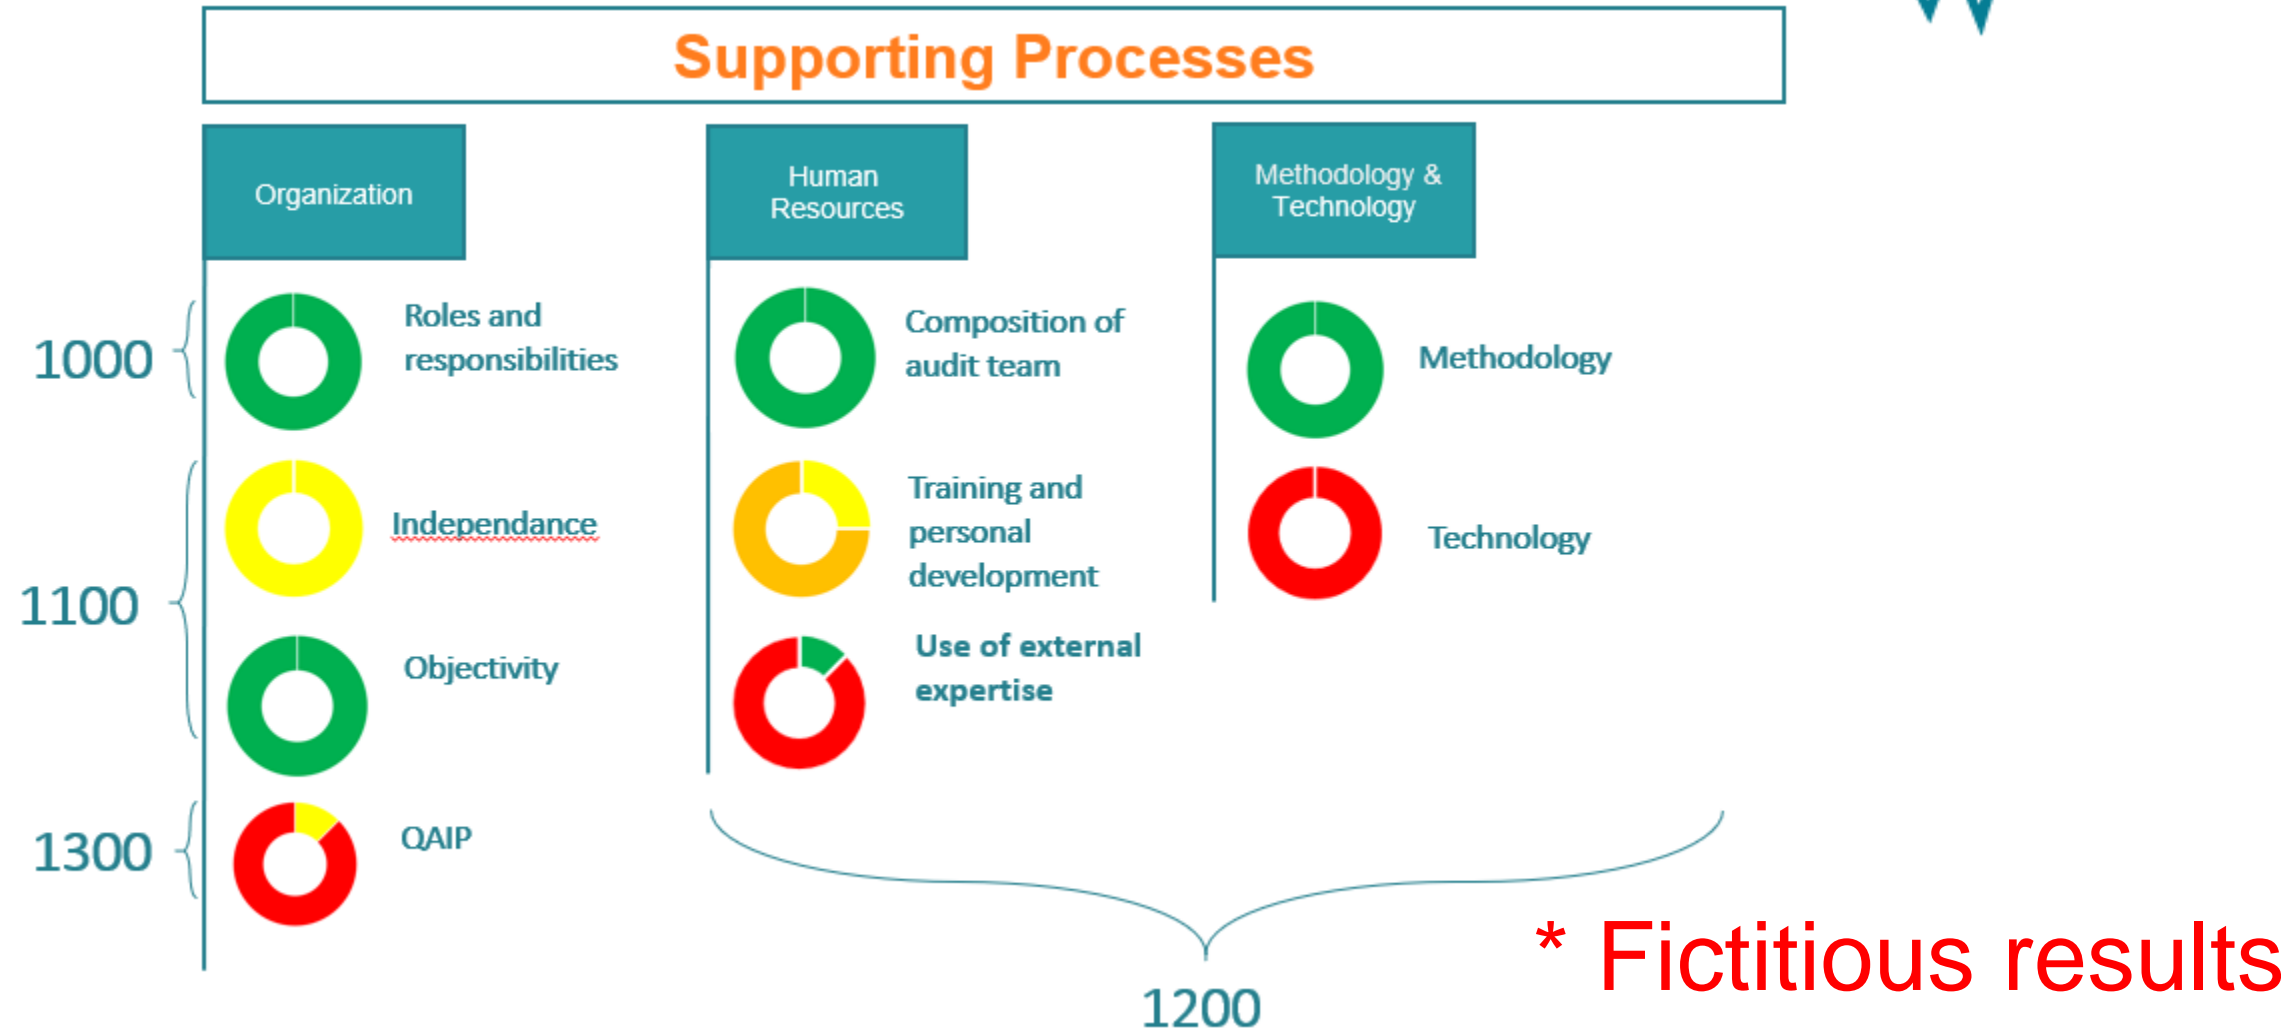 Supporting Processes
Organization
Human
Resources
Methodology &
Technology
1000
Roles and
responsibilities
Composition of
audit team
Methodology
1100
Independance
Training and
personal
development
Technology
Objectivity
Use of external
expertise
1300
QAIP
1200
* Fictitious results